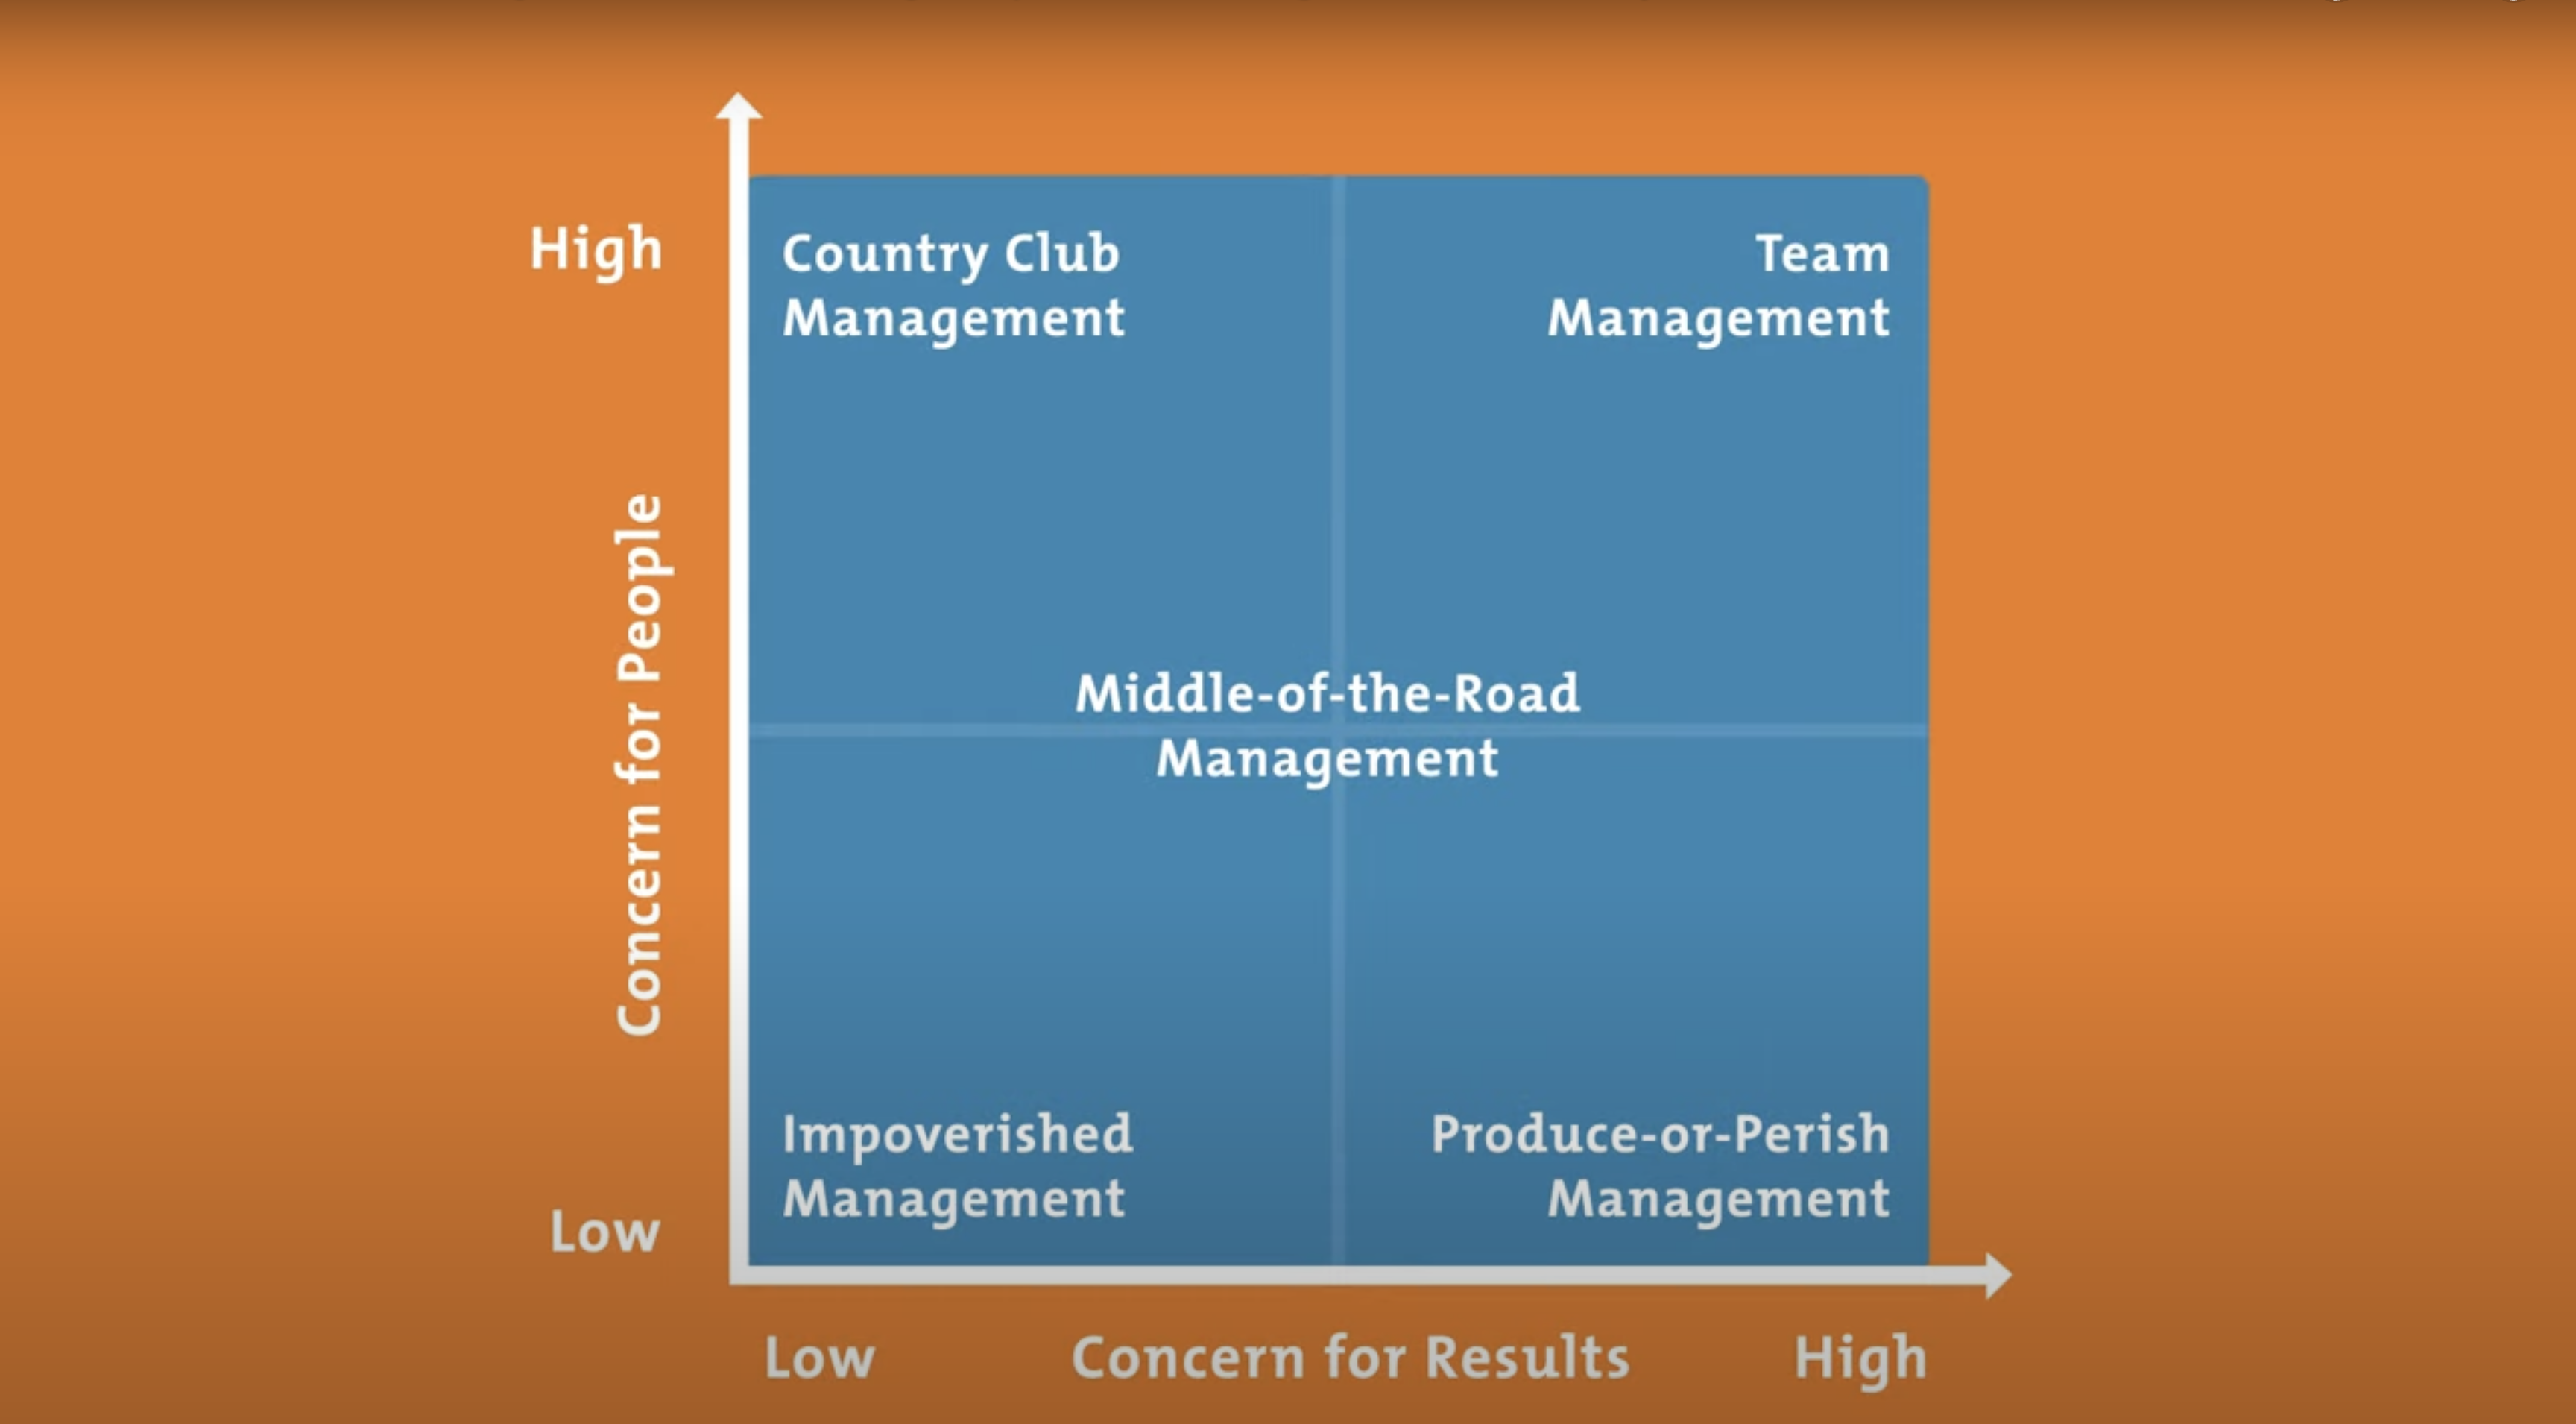 High
Country Club
Management
Team
Management
Concern for People
Middle-of-the-Road
Management
Impoverished
Management
Produce-or-Perish
Management
Low
Low
Concern for Results
High